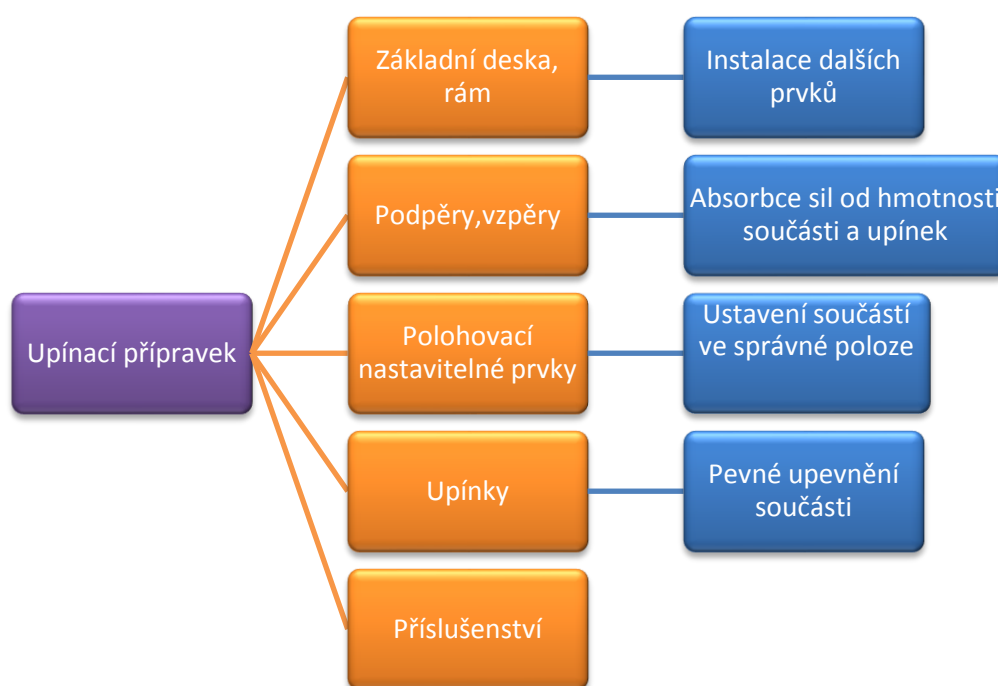 Základní deska,
rám
Instalace dalších
prvků
Podpěry,vzpěry
Absorbce sil od hmotnosti
součásti a upínek
Upínací přípravek
Polohovací
nastavitelné prvky
Ustavení součástí
ve správné poloze
Upínky
Pevné upevnění
součásti
Příslušenství